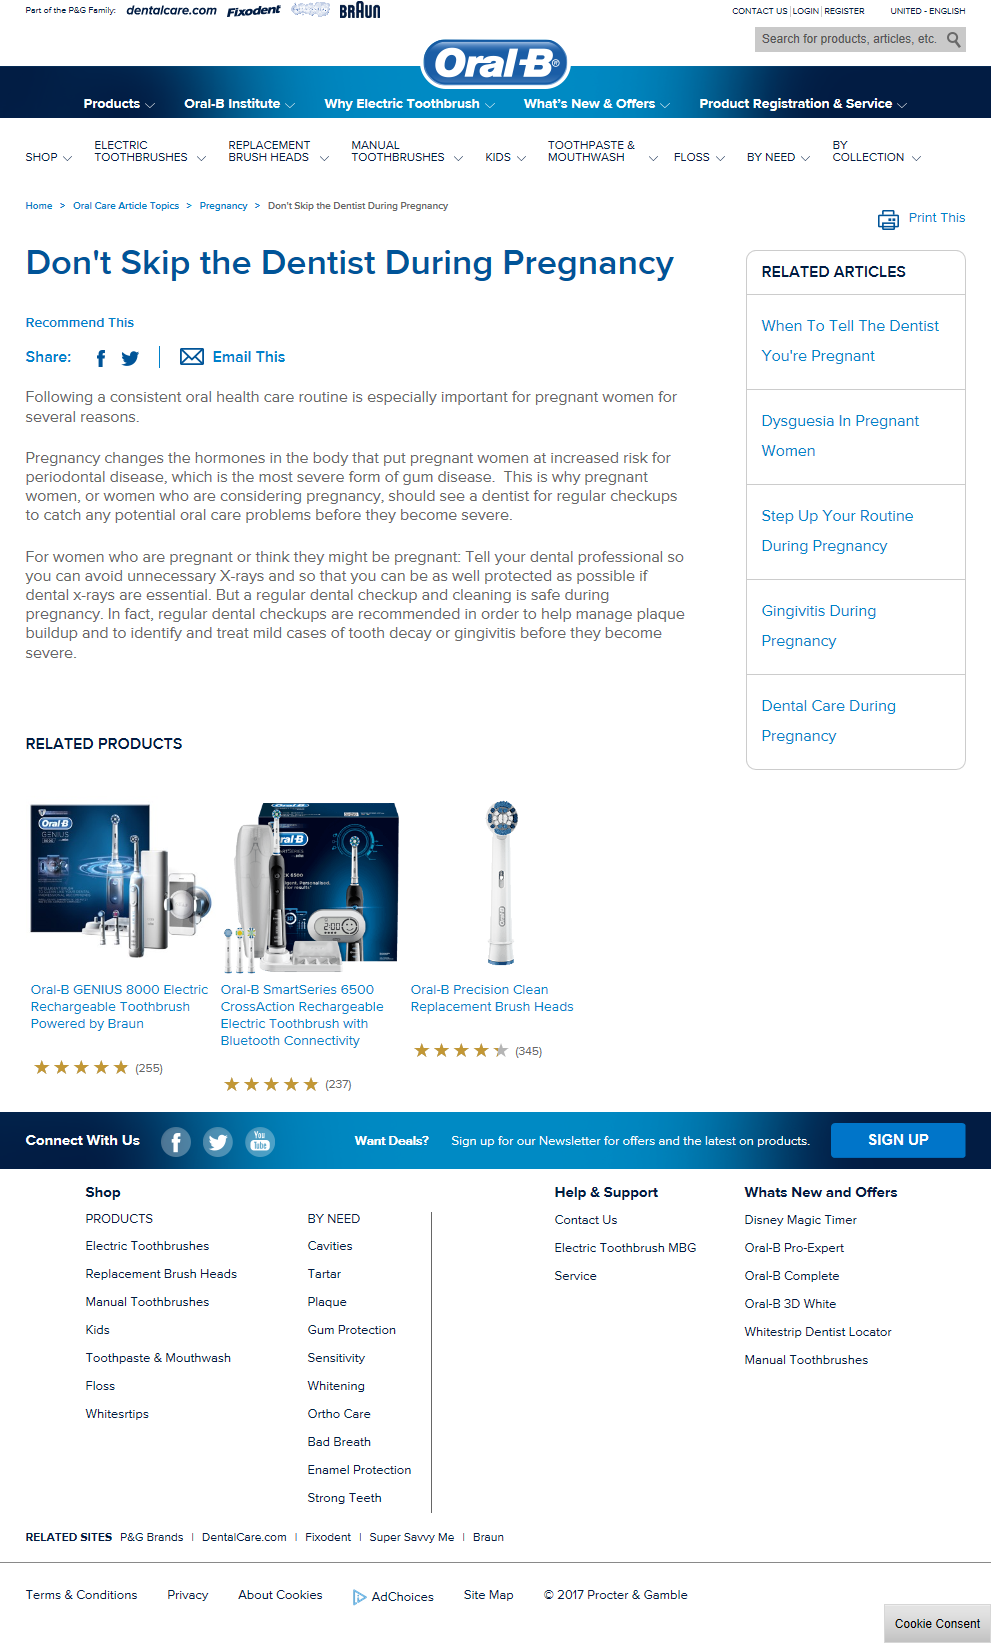 Part of the P&G Family: dentalcare.com Fixodent BRAUN
CONTACT US | LOGIN | REGISTER UNITED - ENGLISH
Search for products, articles, etc.
Oral-B®
Products Oral-B Institute Why Electric Toothbrush What's New & Offers Product Registration & Service
SHOP ELECTRIC TOOTHBRUSHES REPLACEMENT BRUSH HEADS MANUAL TOOTHBRUSHES KIDS TOOTHPASTE & MOUTHWASH FLOSS BY NEED BY COLLECTION
Home > Oral Care Article Topics > Pregnancy > Don't Skip the Dentist During Pregnancy
Print This
Don't Skip the Dentist During Pregnancy
Recommend This
Share: Email This
Following a consistent oral health care routine is especially important for pregnant women for
several reasons.
Pregnancy changes the hormones in the body that put pregnant women at increased risk for
periodontal disease, which is the most severe form of gum disease.  This is why pregnant
women, or women who are considering pregnancy, should see a dentist for regular checkups
to catch any potential oral care problems before they become severe.
For women who are pregnant or think they might be pregnant: Tell your dental professional so
you can avoid unnecessary X-rays and so that you can be as well protected as possible if
dental x-rays are essential. But a regular dental checkup and cleaning is safe during
pregnancy. In fact, regular dental checkups are recommended in order to help manage plaque
buildup and to identify and treat mild cases of tooth decay or gingivitis before they become
severe.
RELATED ARTICLES
When To Tell The Dentist
You're Pregnant
Dysguesia In Pregnant
Women
Step Up Your Routine
During Pregnancy
Gingivitis During
Pregnancy
Dental Care During
Pregnancy
RELATED PRODUCTS
Oral-B
GENIUS
2:00
Oral-B GENIUS 8000 Electric
Rechargeable Toothbrush
Powered by Braun
(255)
Oral-B SmartSeries 6500
CrossAction Rechargeable
Electric Toothbrush with
Bluetooth Connectivity
(237)
Oral-B Precision Clean
Replacement Brush Heads
(345)
Connect With Us You Tube Want Deals? Sign up for our Newsletter for offers and the latest on products. SIGN UP
Shop
PRODUCTS
Electric Toothbrushes
Replacement Brush Heads
Manual Toothbrushes
Kids
Toothpaste & Mouthwash
Floss
Whitesrtips
BY NEED
Cavities
Tartar
Plaque
Gum Protection
Sensitivity
Whitening
Ortho Care
Bad Breath
Enamel Protection
Strong Teeth
Help & Support
Contact Us
Electric Toothbrush MBG
Service
Whats New and Offers
Disney Magic Timer
Oral-B Pro-Expert
Oral-B Complete
Oral-B 3D White
Whitestrip Dentist Locator
Manual Toothbrushes
RELATED SITES P&G Brands | DentalCare.com | Fixodent | Super Savvy Me | Braun
Terms & Conditions Privacy About Cookies AdChoices Site Map © 2017 Procter & Gamble
Cookie Consent